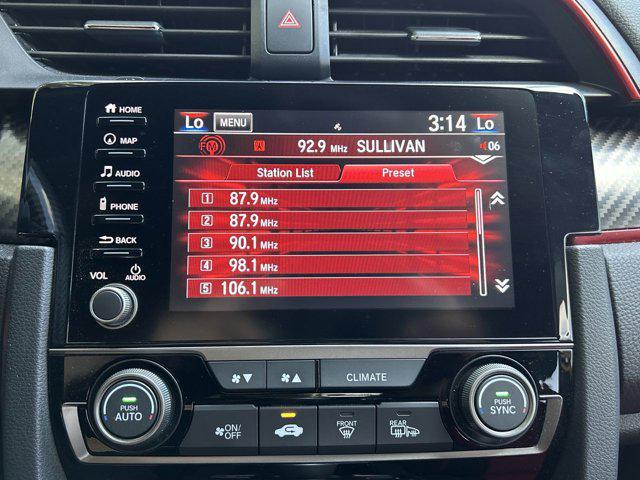 HOME
Lo MENU 3:14 Lo
MAP
FM 92.9 MHz SULLIVAN 06
Station List Preset
AUDIO
1 87.9 MHz
2 87.9 MHz
PHONE
3 90.1 MHz
BACK
4 98.1 MHz
VOL AUDIO
5 106.1 MHz
CLIMATE
PUSH AUTO
PUSH SYNC
ON/OFF
FRONT
REAR